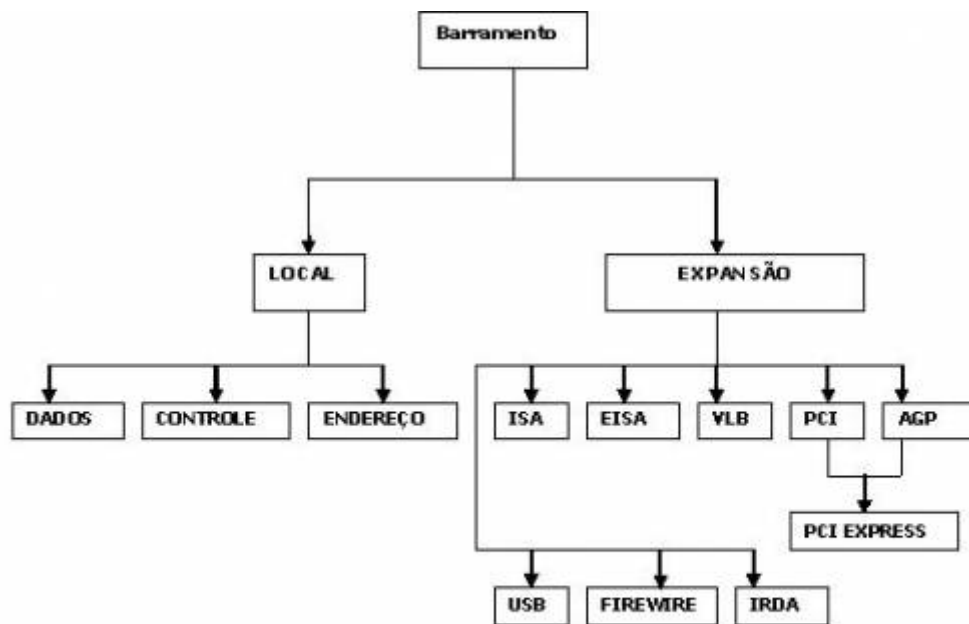 Barramento
LOCAL
EXPANSÃO
DADOS
CONTROLE
ENDEREÇO
ISA
EISA
VLB
PCI
AGP
PCI EXPRESS
USB
FIREWIRE
IRDA